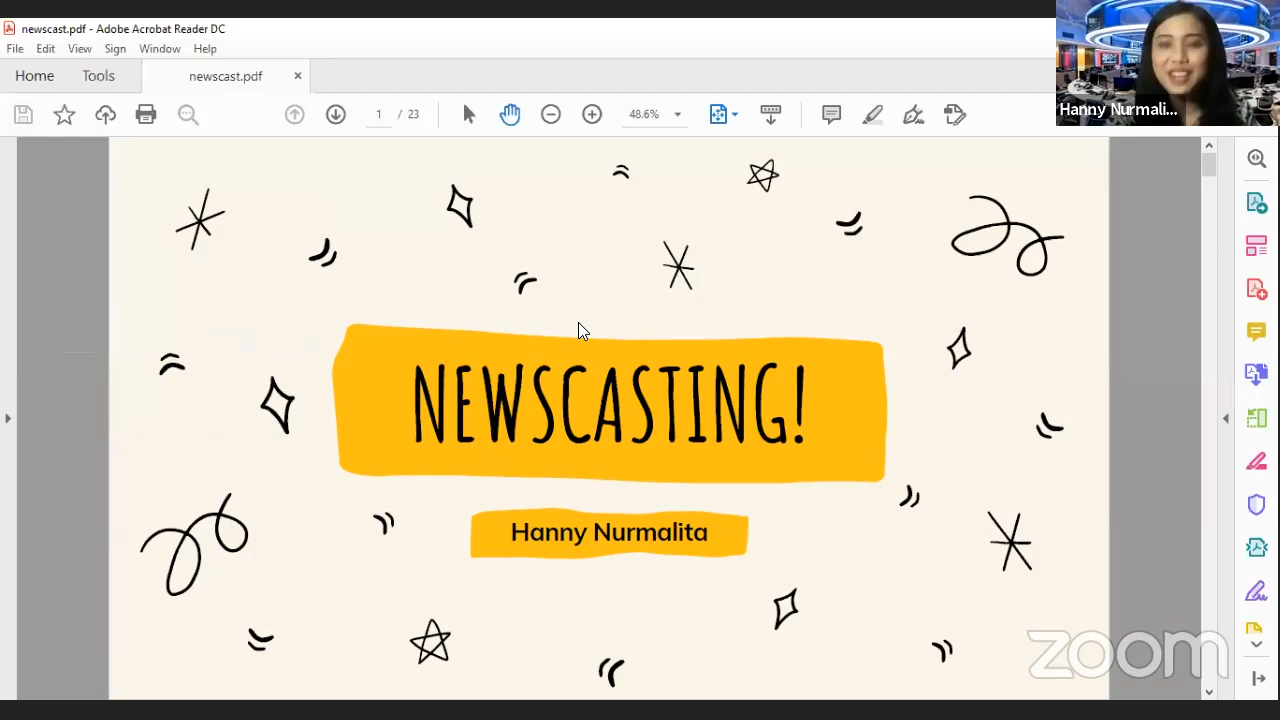 newscast.pdf - Adobe Acrobat Reader DC
File Edit View Sign Window Help
Home Tools newscast.pdf ×
1 / 23 48.6%
Hanny Nurmali...
NEWSCASTING!
Hanny Nurmalita
zoom